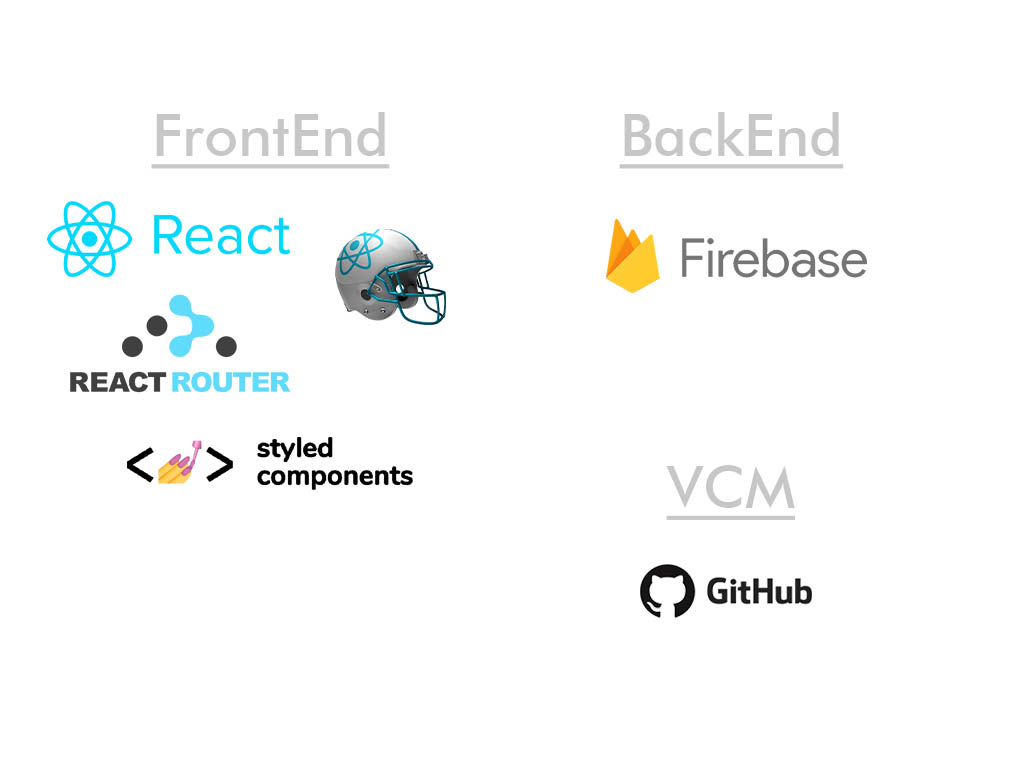 FrontEnd
React
REACT ROUTER
< >
styled
components
BackEnd
Firebase
VCM
GitHub